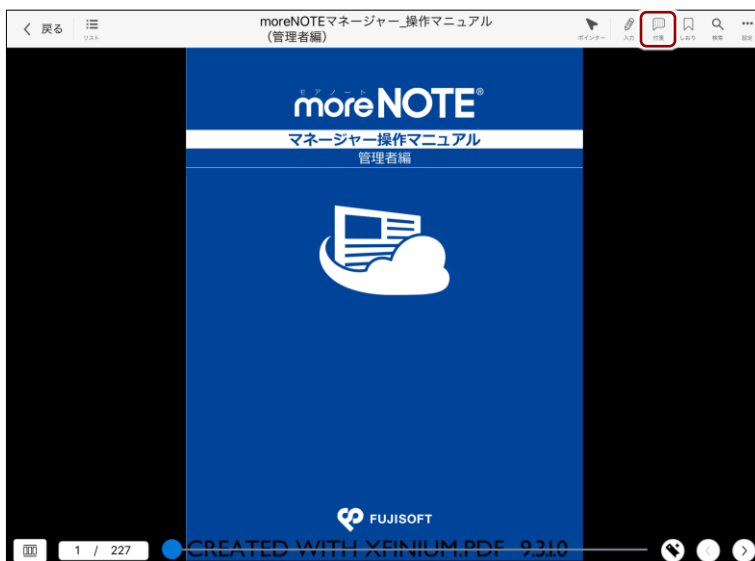 戻る
リスト
moreNOTEマネージャー_操作マニュアル
(管理者編)
ポインター
入力
付箋
しおり
検索
設定
モアノート
moreNOTE®
マネージャー操作マニュアル
管理者編
FUJISOFT
1 / 227
CREATED WITH XFINIUM.PDF 9.3.1.0